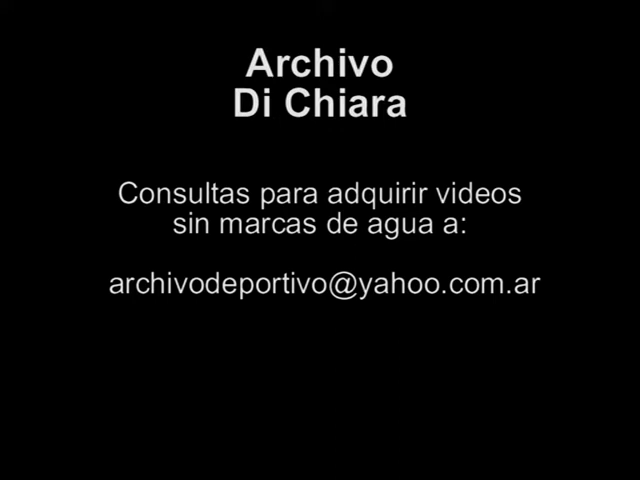 Archivo
Di Chiara
Consultas para adquirir videos
sin marcas de agua a:
archivodeportivo@yahoo.com.ar